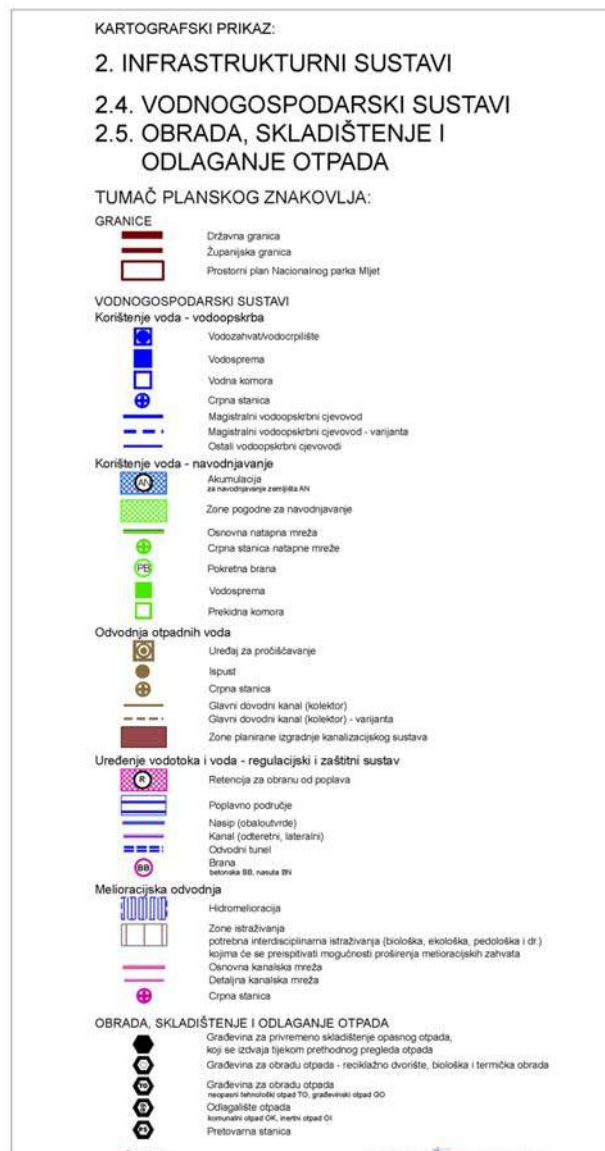 KARTOGRAFSKI PRIKAZ:
2. INFRASTRUKTURNI SUSTAVI
2.4. VODNOGOSPODARSKI SUSTAVI
2.5. OBRADA, SKLADIŠTENJE I
ODLAGANJE OTPADA
TUMAČ PLANSKOG ZNAKOVLJA:
GRANICE
Državna granica
Županijska granica
Prostorni plan Nacionalnog parka Mljet
VODNOGOSPODARSKI SUSTAVI
Korištenje voda - vodoopskrba
Vodozahvat/vodocrpilište
Vodosprema
Vodna komora
Crpna stanica
Magistralni vodoopskrbni cjevovod
Magistralni vodoopskrbni cjevovod - varijanta
Ostali vodoopskrbni cjevovodi
Korištenje voda - navodnjavanje
AN Akumulacija
za navodnjavanje zemljišta AN
Zone pogodne za navodnjavanje
Osnovna natapna mreža
Crpna stanica natapne mreže
PB Pokretna brana
Vodosprema
Prekidna komora
Odvodnja otpadnih voda
Uređaj za pročišćavanje
Ispust
Crpna stanica
Glavni dovodni kanal (kolektor)
Glavni dovodni kanal (kolektor) - varijanta
Zone planirane izgradnje kanalizacijskog sustava
Uređenje vodotoka i voda - regulacijski i zaštitni sustav
R Retencija za obranu od poplava
Poplavno područje
Nasip (obaloutvrde)
Kanal (odteretni, lateralni)
Odvodni tunel
BB Brana
betonska BB, nasuta BN
Melioracijska odvodnja
Hidromelioracija
Zone istraživanja
potrebna interdisciplinarna istraživanja (biološka, ekološka, pedološka i dr.)
kojima će se preispitivati mogućnosti proširenja melioracijskih zahvata
Osnovna kanalska mreža
Detaljna kanalska mreža
Crpna stanica
OBRADA, SKLADIŠTENJE I ODLAGANJE OTPADA
Građevina za privremeno skladištenje opasnog otpada,
koji se izdvaja tijekom prethodnog pregleda otpada
Građevina za obradu otpada - reciklažno dvorište, biološka i termička obrada
TO Građevina za obradu otpada
neopasni tehnološki otpad TO, građevinski otpad GO
Odlagalište otpada
komunalni otpad OK, inertni otpad OI
PS Pretovarna stanica